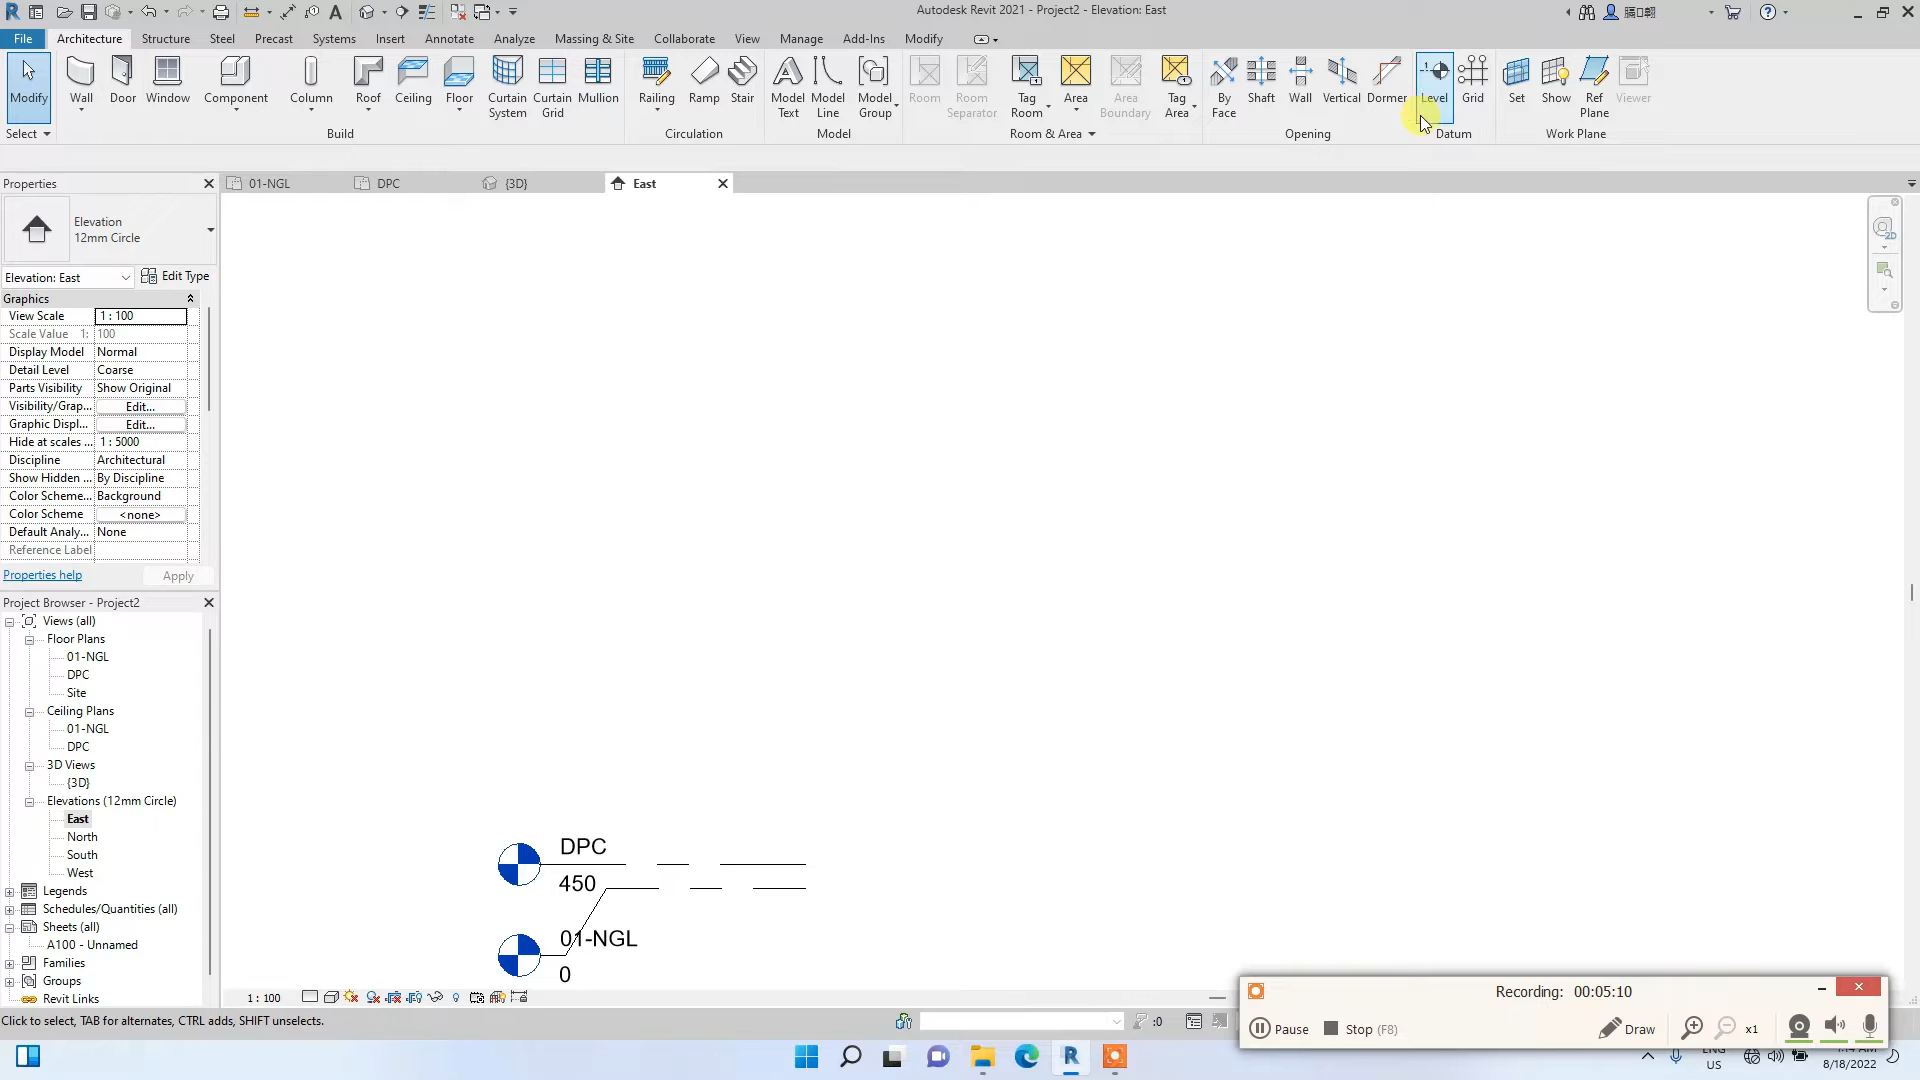 Autodesk Revit 2021 - Project2 - Elevation: East
File Architecture Structure Steel Precast Systems Insert Annotate Analyze Massing & Site Collaborate View Manage Add-Ins Modify
Modify Wall Door Window Component Column Roof Ceiling Floor Curtain System Curtain Grid Mullion Railing Ramp Stair Model Text Model Line Model Group Room Room Separator Tag Room Area Area Boundary Tag Area By Face Shaft Wall Vertical Dormer Level Grid Set Show Ref Plane Viewer
Select Build Circulation Model Room & Area Opening Datum Work Plane
Properties
01-NGL DPC {3D} East
Elevation
12mm Circle
Elevation: East Edit Type
Graphics
View Scale 1 : 100
Scale Value 1: 100
Display Model Normal
Detail Level Coarse
Parts Visibility Show Original
Visibility/Grap... Edit...
Graphic Displ... Edit...
Hide at scales ... 1 : 5000
Discipline Architectural
Show Hidden ... By Discipline
Color Scheme... Background
Color Scheme <none>
Default Analy... None
Reference Label
Properties help Apply
Project Browser - Project2
Views (all)
Floor Plans
01-NGL
DPC
Site
Ceiling Plans
01-NGL
DPC
3D Views
{3D}
Elevations (12mm Circle)
East
North
South
West
Legends
Schedules/Quantities (all)
Sheets (all)
A100 - Unnamed
Families
Groups
Revit Links
2D
DPC
450
01-NGL
0
1 : 100
Click to select, TAB for alternates, CTRL adds, SHIFT unselects.
:0
Recording: 00:05:10
Pause Stop (F8) Draw x1
ENG
US
8/18/2022